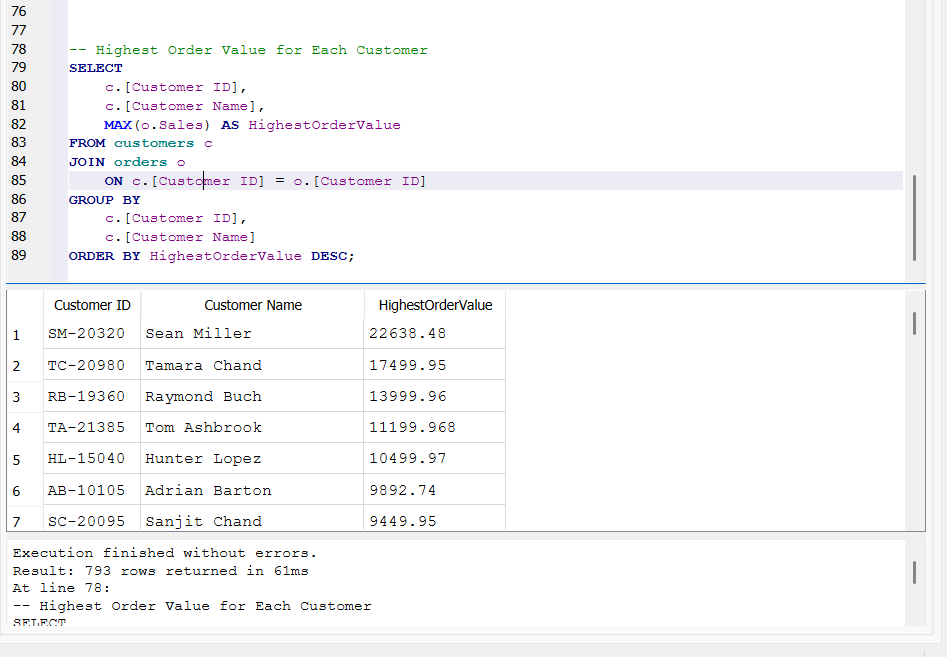 76
77
78 -- Highest Order Value for Each Customer
79 SELECT
80 c.[Customer ID],
81 c.[Customer Name],
82 MAX(o.Sales) AS HighestOrderValue
83 FROM customers c
84 JOIN orders o
85 ON c.[Customer ID] = o.[Customer ID]
86 GROUP BY
87 c.[Customer ID],
88 c.[Customer Name]
89 ORDER BY HighestOrderValue DESC;
Customer ID Customer Name HighestOrderValue
1 SM-20320 Sean Miller 22638.48
2 TC-20980 Tamara Chand 17499.95
3 RB-19360 Raymond Buch 13999.96
4 TA-21385 Tom Ashbrook 11199.968
5 HL-15040 Hunter Lopez 10499.97
6 AB-10105 Adrian Barton 9892.74
7 SC-20095 Sanjit Chand 9449.95
Execution finished without errors.
Result: 793 rows returned in 61ms
At line 78:
-- Highest Order Value for Each Customer
SELECT